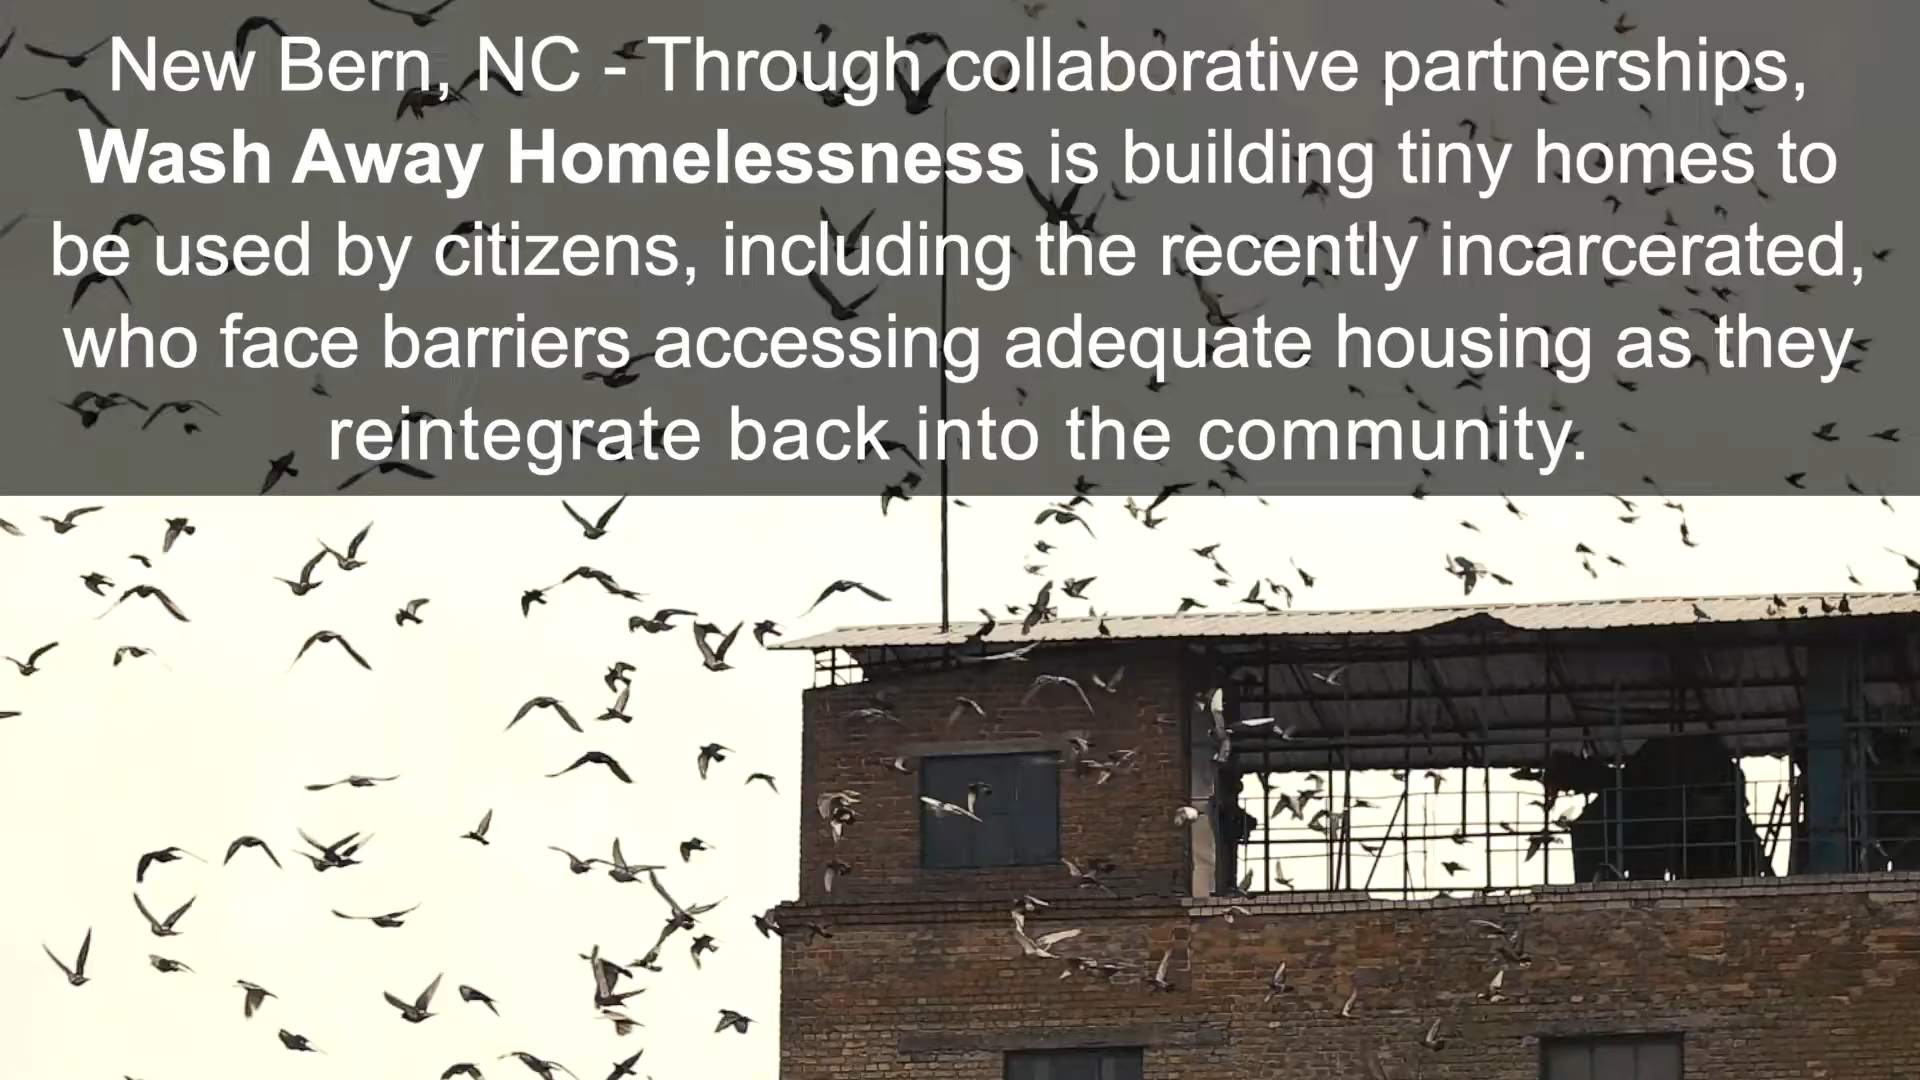 New Bern, NC - Through collaborative partnerships,
Wash Away Homelessness is building tiny homes to
be used by citizens, including the recently incarcerated,
who face barriers accessing adequate housing as they
reintegrate back into the community.